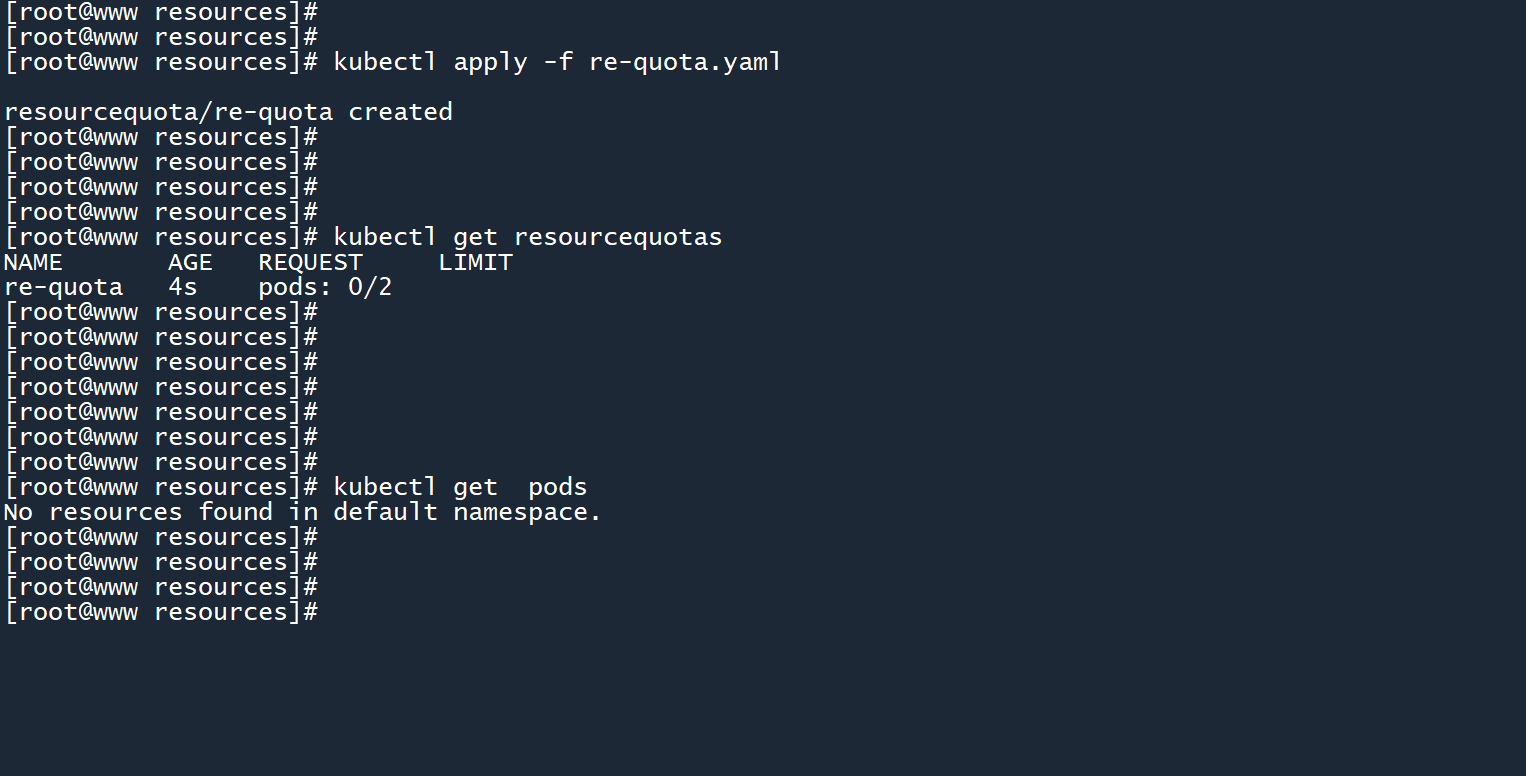 [root@www resources]#
[root@www resources]#
[root@www resources]# kubectl apply -f re-quota.yaml
resourcequota/re-quota created
[root@www resources]#
[root@www resources]#
[root@www resources]#
[root@www resources]#
[root@www resources]# kubectl get resourcequotas
NAME       AGE   REQUEST     LIMIT
re-quota   4s    pods: 0/2
[root@www resources]#
[root@www resources]#
[root@www resources]#
[root@www resources]#
[root@www resources]#
[root@www resources]#
[root@www resources]#
[root@www resources]# kubectl get  pods
No resources found in default namespace.
[root@www resources]#
[root@www resources]#
[root@www resources]#
[root@www resources]#